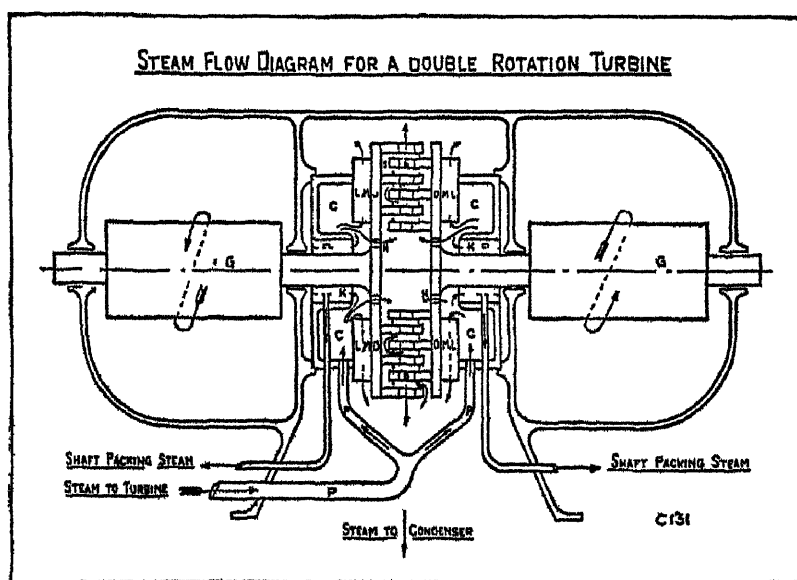 STEAM FLOW DIAGRAM FOR A DOUBLE ROTATION TURBINE
C
L M
D M L
C
G
G
K
C
L M D
D M L
C
P
P
SHAFT PACKING STEAM
SHAFT PACKING STEAM
STEAM TO TURBINE
P
STEAM TO CONDENSER
C131